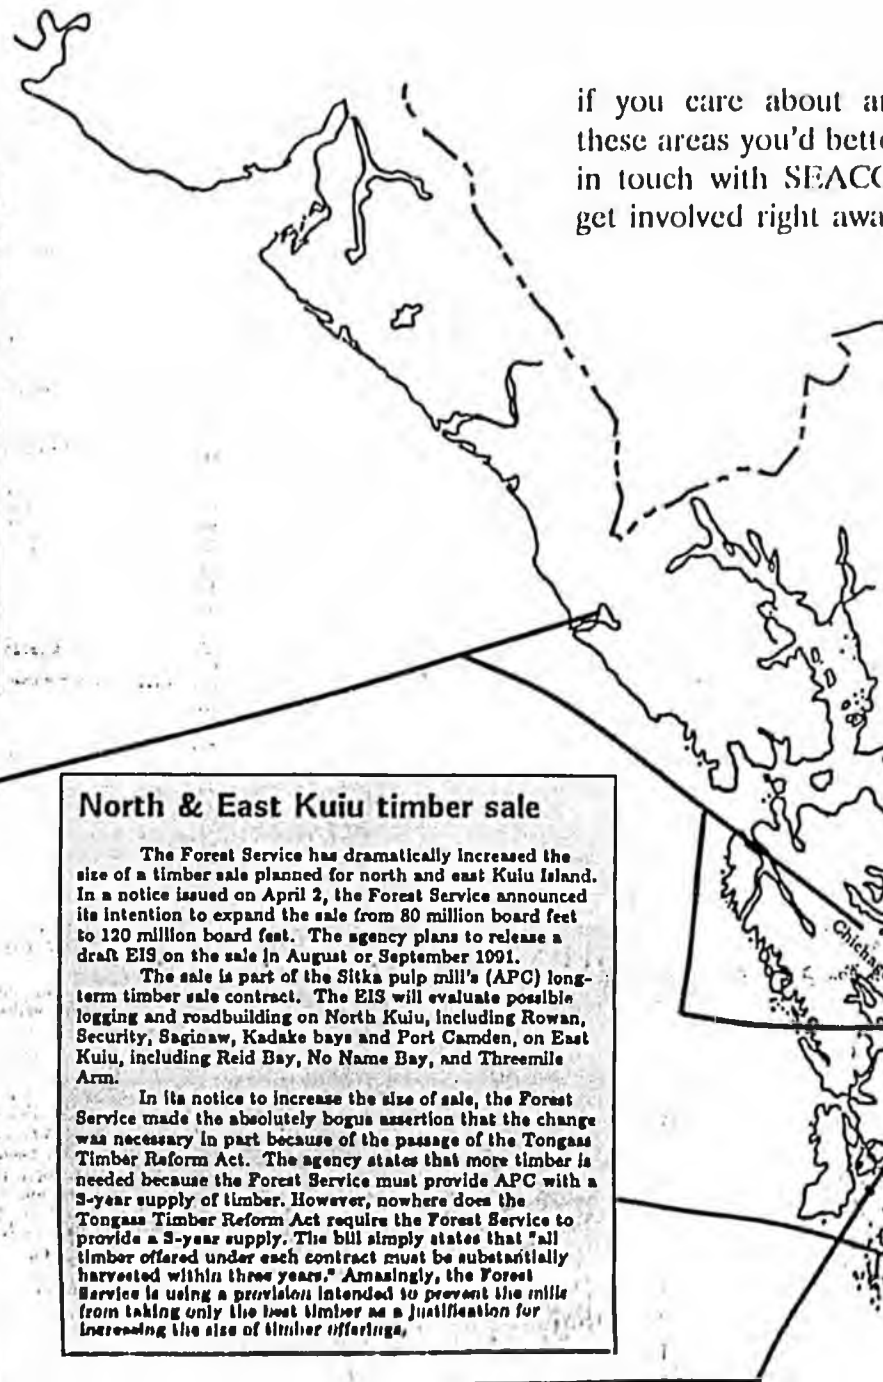 if you care about
these areas you'd
in touch with
get involved right
North & East Kuiu timber sale
The Forest Service has dramatically increased the
size of a timber sale planned for north and east Kuiu Island.
In a notice issued on April 2, the Forest Service announced
its intention to expand the sale from 80 million board feet
to 120 million board feet. The agency plans to release a
draft EIS on the sale in August or September 1991.
The sale is part of the Sitka pulp mill's (APC) long-
term timber sale contract. The EIS will evaluate possible
logging and roadbuilding on North Kuiu, including Rowan,
Security, Saginaw, Kadake bays and Port Camden, on East
Kuiu, including Reid Bay, No Name Bay, and Threemile
Arm.
In its notice to increase the size of sale, the Forest
Service made the absolutely bogus assertion that the change
was necessary in part because of the passage of the Tongass
Timber Reform Act. The agency states that more timber is
needed because the Forest Service must provide APC with a
3-year supply of timber. However, nowhere does the
Tongass Timber Reform Act require the Forest Service to
provide a 3-year supply. The bill simply states that "all
timber offered under each contract must be substantially
harvested within three years." Amazingly, the Forest
Service is using a provision intended to prevent the mills
from taking only the best timber as a justification for
increasing the size of timber offerings.